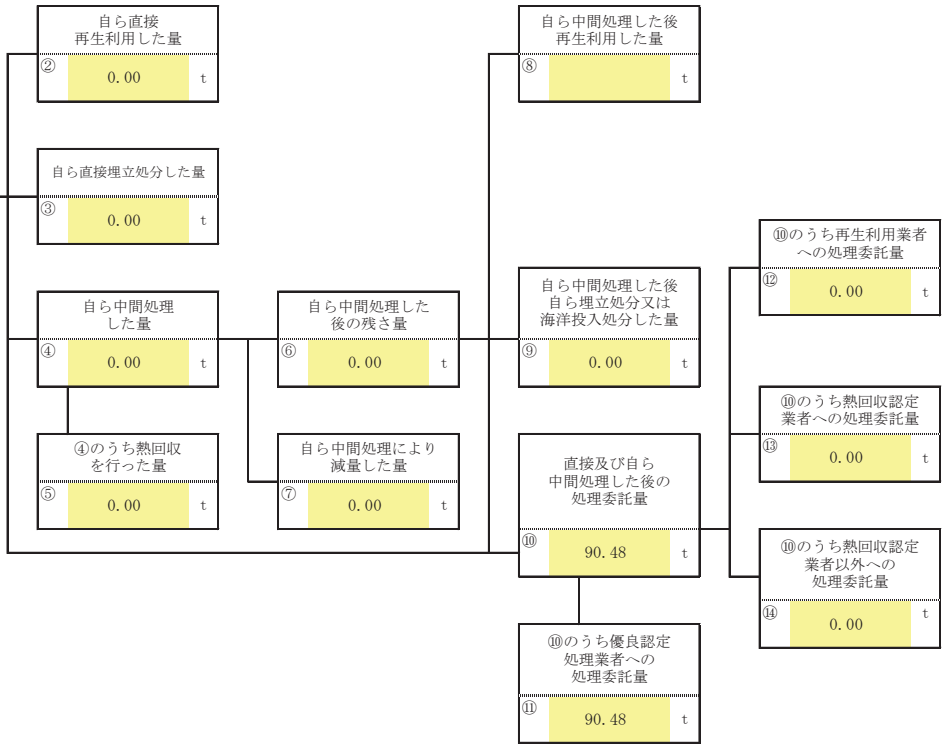 自ら直接
再生利用した量
② 0.00 t
自ら中間処理した後
再生利用した量
⑧ t
自ら直接埋立処分した量
③ 0.00 t
自ら中間処理
した量
④ 0.00 t
自ら中間処理した
後の残さ量
⑥ 0.00 t
自ら中間処理した後
自ら埋立処分又は
海洋投入処分した量
⑨ 0.00 t
⑩のうち再生利用業者
への処理委託量
⑫ 0.00 t
④のうち熱回収
を行った量
⑤ 0.00 t
自ら中間処理により
減量した量
⑦ 0.00 t
直接及び自ら
中間処理した後の
処理委託量
⑩ 90.48 t
⑩のうち熱回収認定
業者への処理委託量
⑬ 0.00 t
⑩のうち熱回収認定
業者以外への
処理委託量
⑭ 0.00 t
⑩のうち優良認定
処理業者への
処理委託量
⑪ 90.48 t